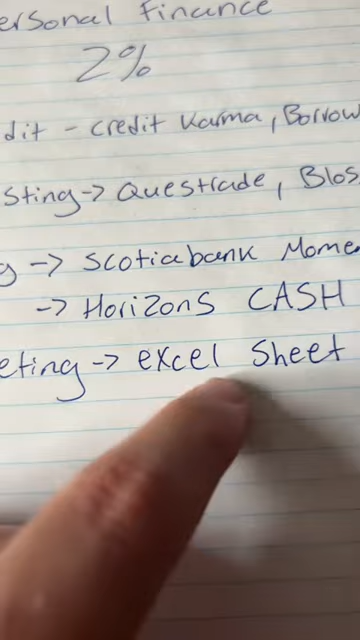 ersonal Finance
2%
dit - credit Karma, Borrow
sting -> Questrade, Blos
g -> Scotiabank Mome
-> Horizons CASH
eting -> excel Sheet